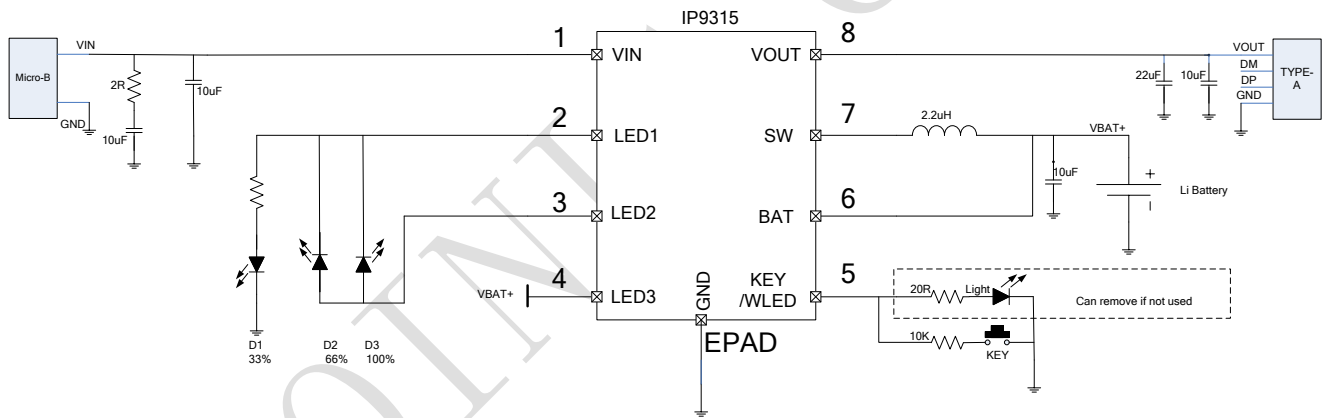 IP9315
1
VIN
8
VOUT
VIN
Micro-B
GND
2R
10uF
10uF
22uF
10uF
VOUT
DM
DP
GND
TYPE-
A
2
LED1
7
SW
2.2uH
VBAT+
10uF
Li Battery
3
LED2
6
BAT
4
VBAT+
LED3
5
KEY
/WLED
GND
EPAD
20R
Light
Can remove if not used
10K
KEY
D1
33%
D2
66%
D3
100%
+